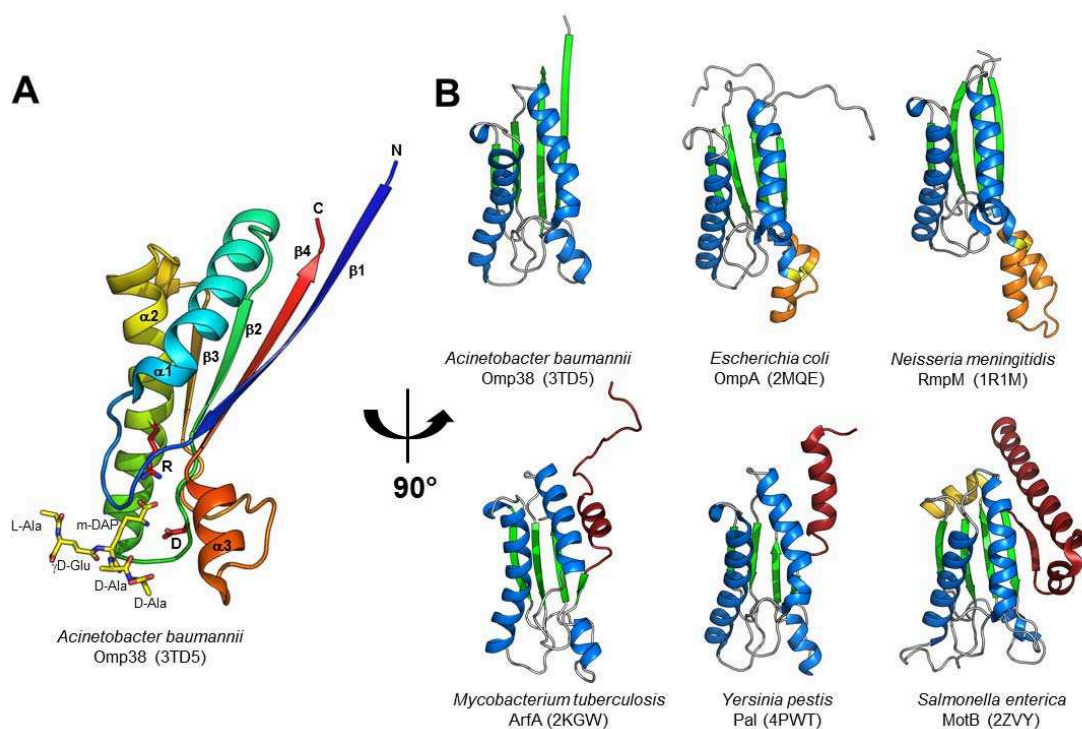 A
N
C
β4
β1
α2
β2
β3
α1
R
L-Ala
m-DAP
D
γD-Glu
α3
D-Ala
D-Ala
Acinetobacter baumannii
Omp38 (3TD5)
90°
B
Acinetobacter baumannii
Omp38 (3TD5)
Escherichia coli
OmpA (2MQE)
Neisseria meningitidis
RmpM (1R1M)
Mycobacterium tuberculosis
ArfA (2KGW)
Yersinia pestis
Pal (4PWT)
Salmonella enterica
MotB (2ZVY)